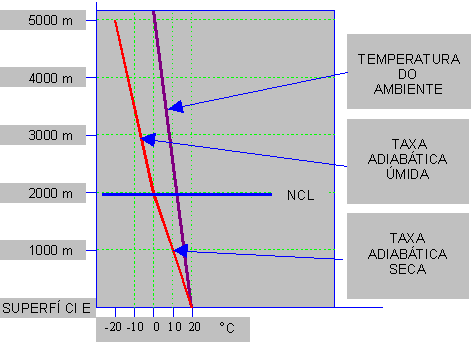 5000 m
4000 m
3000 m
2000 m
1000 m
SUPERFÍ CI E
-20 -10 0 10 20 °C
NCL
TEMPERATURA
DO
AMBIENTE
TAXA
ADIABÁTICA
ÚMIDA
TAXA
ADIABÁTICA
SECA